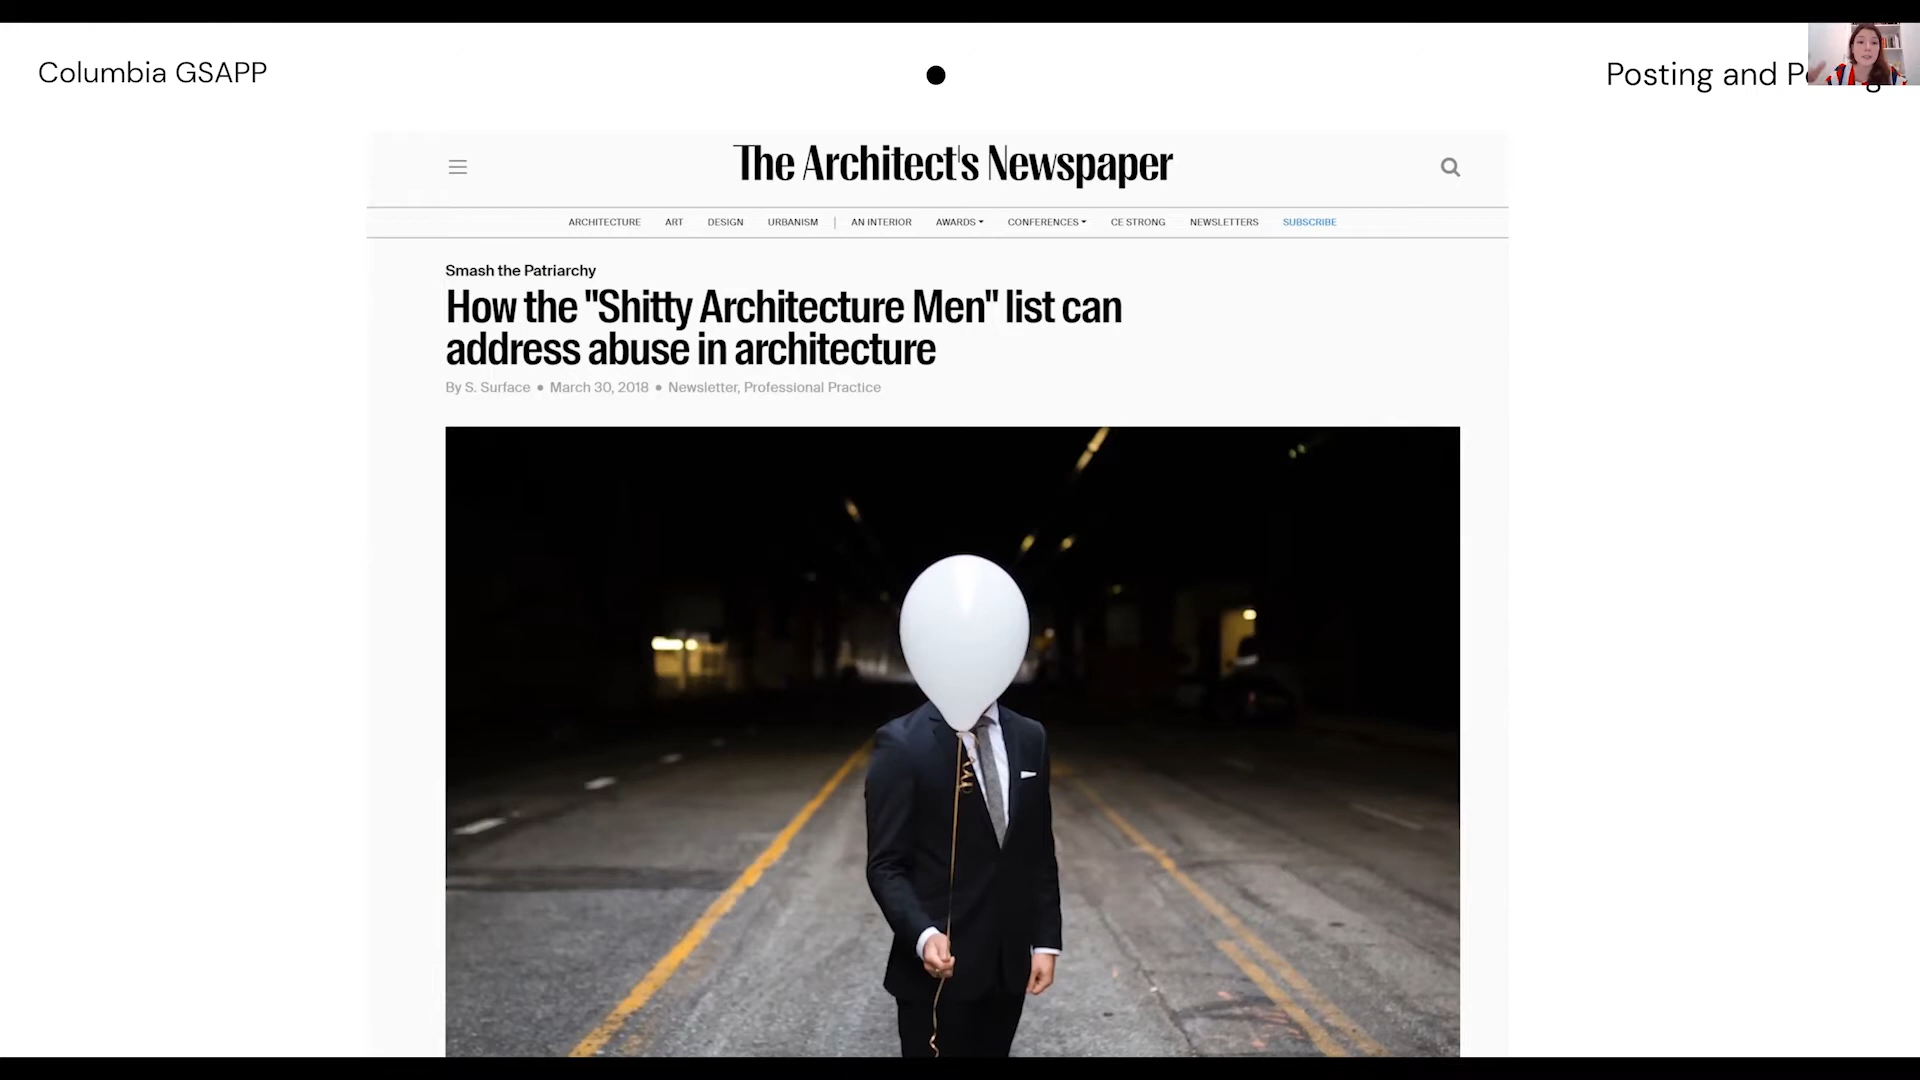 Columbia GSAPP
Posting and
The Architect's Newspaper
ARCHITECTURE ART DESIGN URBANISM | AN INTERIOR AWARDS CONFERENCES CE STRONG NEWSLETTERS SUBSCRIBE
Smash the Patriarchy
How the "Shitty Architecture Men" list can
address abuse in architecture
By S. Surface ● March 30, 2018 ● Newsletter, Professional Practice